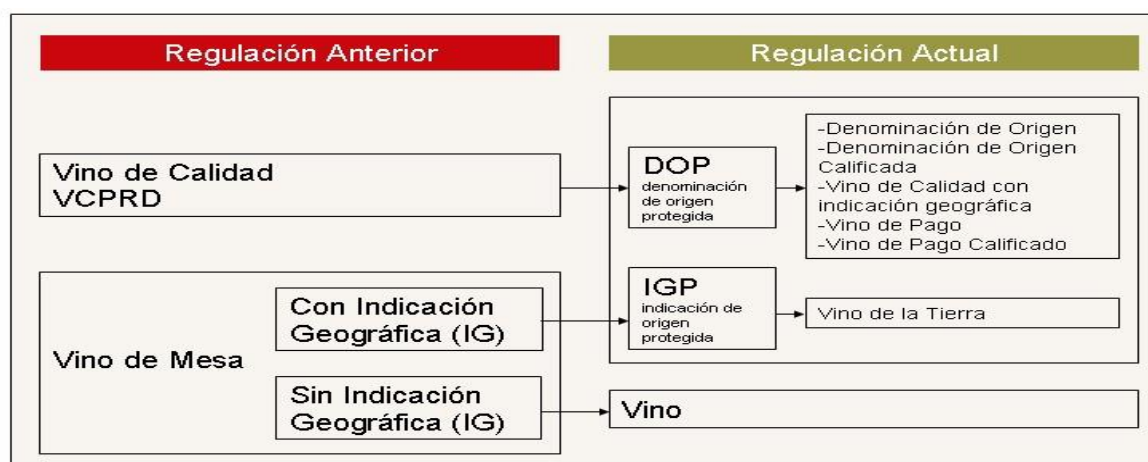 Regulación Anterior
Regulación Actual
Vino de Calidad
VCPRD
DOP
denominación
de origen
protegida
-Denominación de Origen
-Denominación de Origen
Calificada
-Vino de Calidad con
indicación geográfica
-Vino de Pago
-Vino de Pago Calificado
Vino de Mesa
Con Indicación
Geográfica (IG)
IGP
indicación de
origen
protegida
Vino de la Tierra
Sin Indicación
Geográfica (IG)
Vino